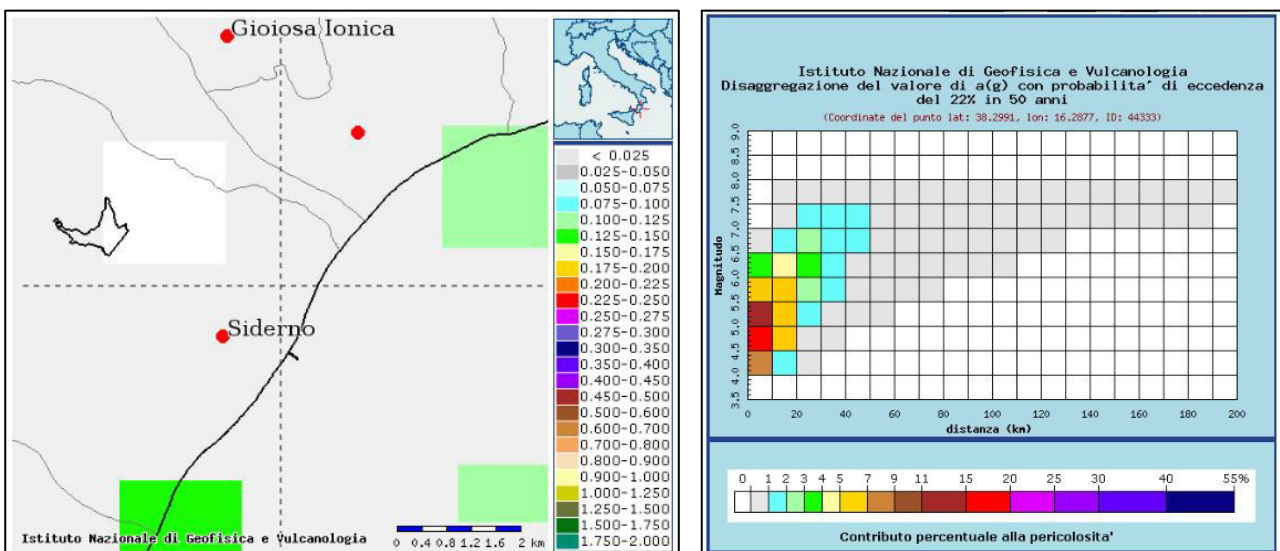 Gioiosa Ionica
Siderno
Istituto Nazionale di Geofisica e Vulcanologia
0 0.4 0.8 1.2 1.6 2 km
< 0.025
0.025-0.050
0.050-0.075
0.075-0.100
0.100-0.125
0.125-0.150
0.150-0.175
0.175-0.200
0.200-0.225
0.225-0.250
0.250-0.275
0.275-0.300
0.300-0.350
0.350-0.400
0.400-0.450
0.450-0.500
0.500-0.600
0.600-0.700
0.700-0.800
0.800-0.900
0.900-1.000
1.000-1.250
1.250-1.500
1.500-1.750
1.750-2.000
Istituto Nazionale di Geofisica e Vulcanologia
Disaggregazione del valore di a(g) con probabilita' di eccedenza
del 22% in 50 anni
(Coordinate del punto lat: 38.2991, lon: 16.2877, ID: 44333)
Magnitudo
9.0
8.5
8.0
7.5
7.0
6.5
6.0
5.5
5.0
4.5
4.0
3.5
0 20 40 60 80 100 120 140 160 180 200
distanza (km)
0 1 2 3 4 5 7 9 11 15 20 25 30 40 55%
Contributo percentuale alla pericolosita'